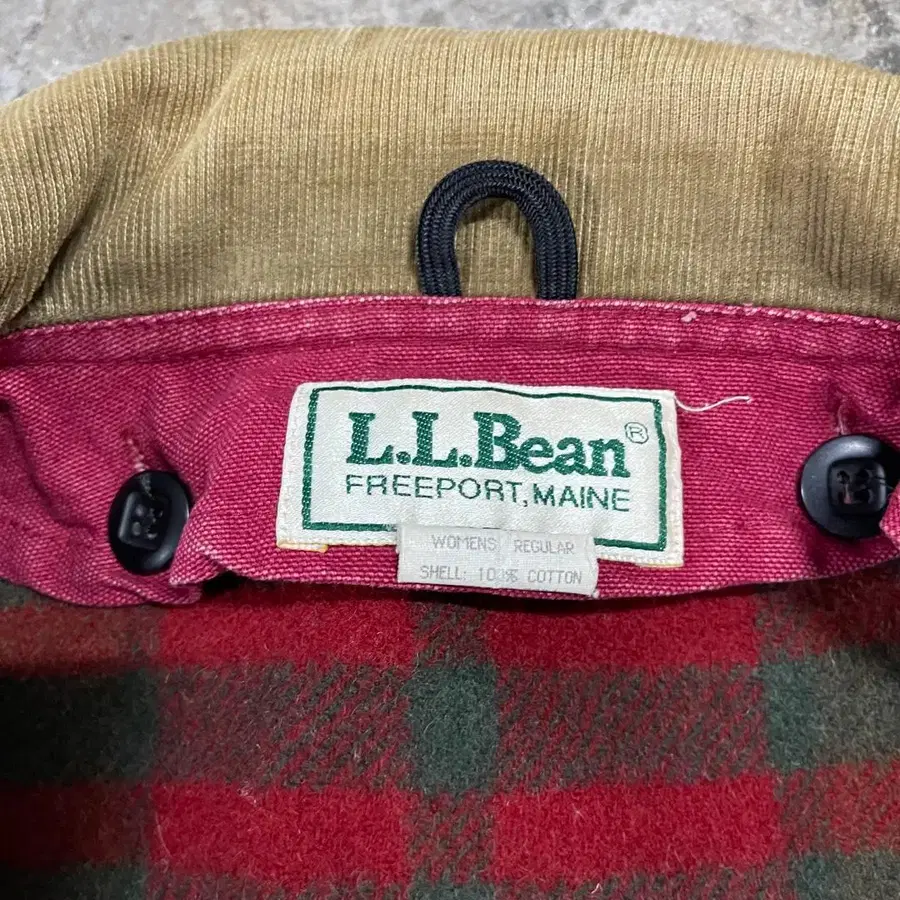 L.L.Bean®
FREEPORT, MAINE
WOMENS REGULAR
SHELL: 100% COTTON